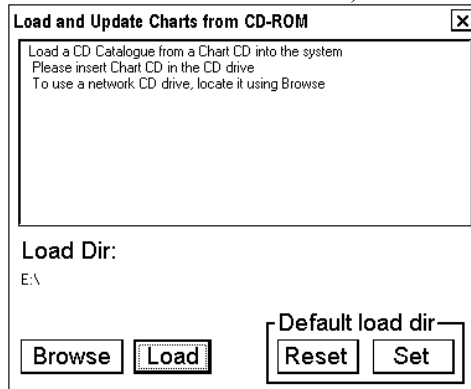 Load and Update Charts from CD-ROM
Load a CD Catalogue from a Chart CD into the system
Please insert Chart CD in the CD drive
To use a network CD drive, locate it using Browse
Load Dir:
E:\
Default load dir
Browse Load Reset Set